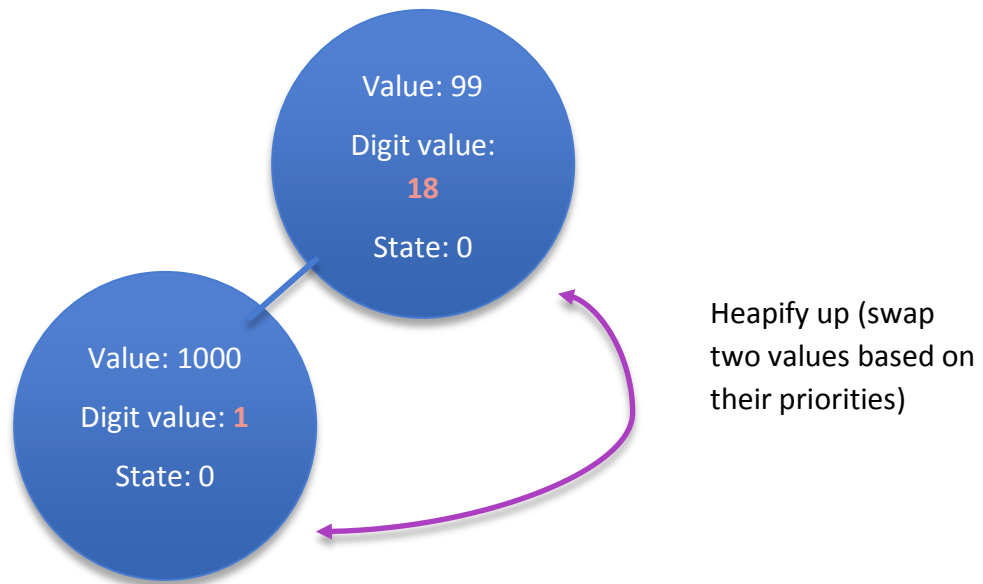 Value: 99
Digit value:
18
State: 0
Value: 1000
Digit value: 1
State: 0
Heapify up (swap
two values based on
their priorities)